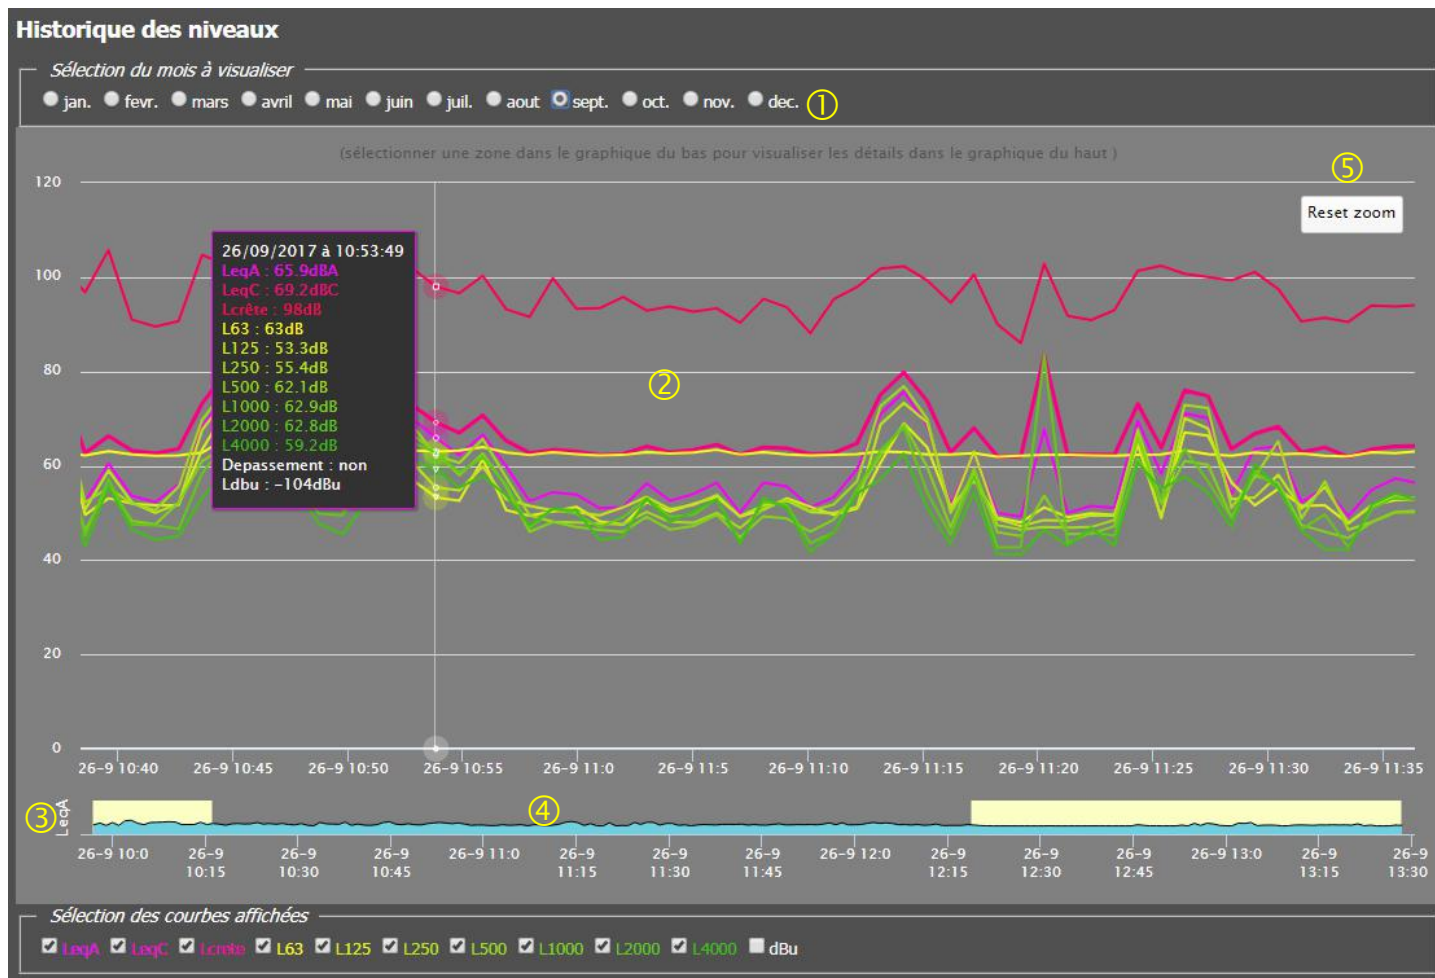 Historique des niveaux
Sélection du mois à visualiser
jan. fevr. mars avril mai juin juil. aout sept. oct. nov. dec. ①
(sélectionner une zone dans le graphique du bas pour visualiser les détails dans le graphique du haut )
⑤
Reset zoom
120
100
80
60
40
20
0
26/09/2017 à 10:53:49
LeqA : 65.9dBA
LeqC : 69.2dBC
Lcrète : 98dB
L63 : 63dB
L125 : 53.3dB
L250 : 55.4dB
L500 : 62.1dB
L1000 : 62.9dB
L2000 : 62.8dB
L4000 : 59.2dB
Depassement : non
Ldbu : -104dBu
②
26-9 10:40 26-9 10:45 26-9 10:50 26-9 10:55 26-9 11:0 26-9 11:5 26-9 11:10 26-9 11:15 26-9 11:20 26-9 11:25 26-9 11:30 26-9 11:35
③ LeqA ④
26-9 10:0 26-9 10:15 26-9 10:30 26-9 10:45 26-9 11:0 26-9 11:15 26-9 11:30 26-9 11:45 26-9 12:0 26-9 12:15 26-9 12:30 26-9 12:45 26-9 13:0 26-9 13:15 26-9 13:30
Sélection des courbes affichées
LeqA LeqC Lcrete L63 L125 L250 L500 L1000 L2000 L4000 dBu